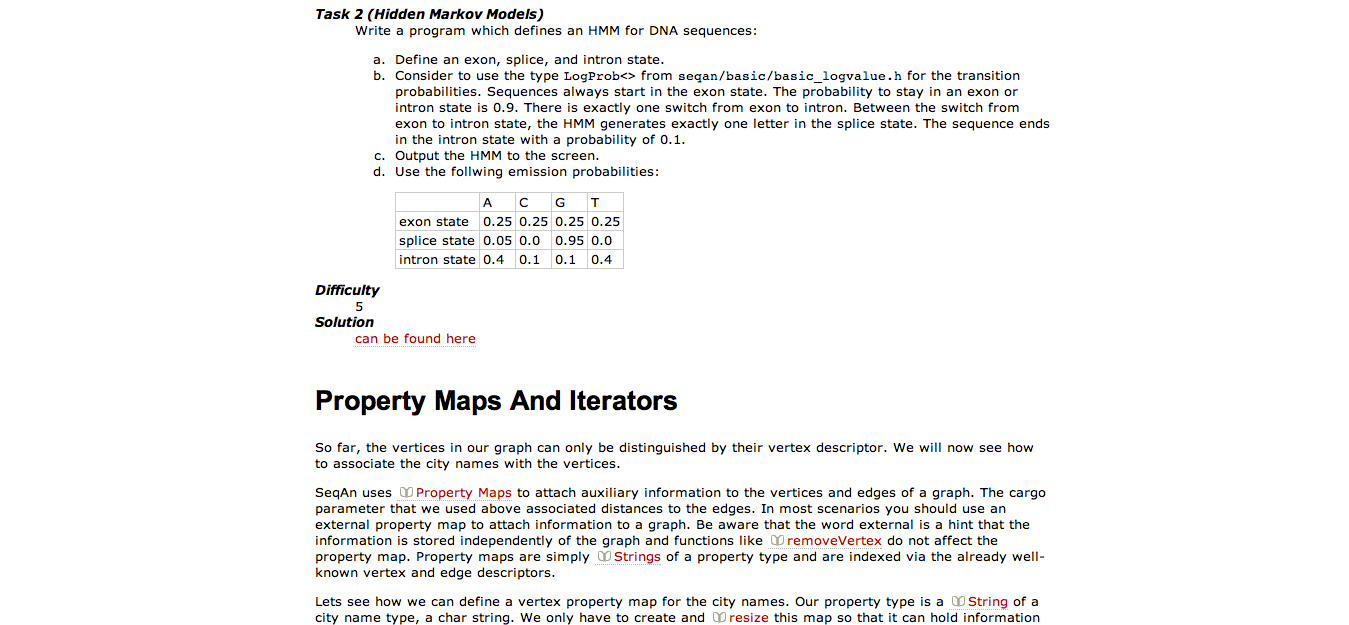 Task 2 (Hidden Markov Models)
Write a program which defines an HMM for DNA sequences:
a. Define an exon, splice, and intron state.
b. Consider to use the type LogProb<> from seqan/basic/basic_logvalue.h for the transition
probabilities. Sequences always start in the exon state. The probability to stay in an exon or
intron state is 0.9. There is exactly one switch from exon to intron. Between the switch from
exon to intron state, the HMM generates exactly one letter in the splice state. The sequence ends
in the intron state with a probability of 0.1.
c. Output the HMM to the screen.
d. Use the follwing emission probabilities:
A C G T
exon state 0.25 0.25 0.25 0.25
splice state 0.05 0.0 0.95 0.0
intron state 0.4 0.1 0.1 0.4
Difficulty
5
Solution
can be found here
Property Maps And Iterators
So far, the vertices in our graph can only be distinguished by their vertex descriptor. We will now see how
to associate the city names with the vertices.
SeqAn uses Property Maps to attach auxiliary information to the vertices and edges of a graph. The cargo
parameter that we used above associated distances to the edges. In most scenarios you should use an
external property map to attach information to a graph. Be aware that the word external is a hint that the
information is stored independently of the graph and functions like removeVertex do not affect the
property map. Property maps are simply Strings of a property type and are indexed via the already well-
known vertex and edge descriptors.
Lets see how we can define a vertex property map for the city names. Our property type is a String of a
city name type, a char string. We only have to create and resize this map so that it can hold information